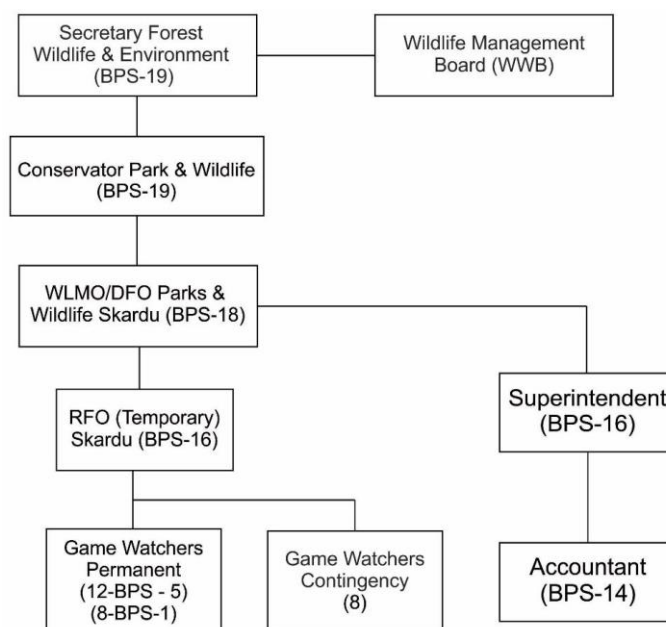 Secretary Forest
Wildlife & Environment
(BPS-19)
Wildlife Management
Board (WWB)
Conservator Park & Wildlife
(BPS-19)
WLMO/DFO Parks &
Wildlife Skardu (BPS-18)
RFO (Temporary)
Skardu (BPS-16)
Superintendent
(BPS-16)
Game Watchers
Permanent
(12-BPS - 5)
(8-BPS-1)
Game Watchers
Contingency
(8)
Accountant
(BPS-14)